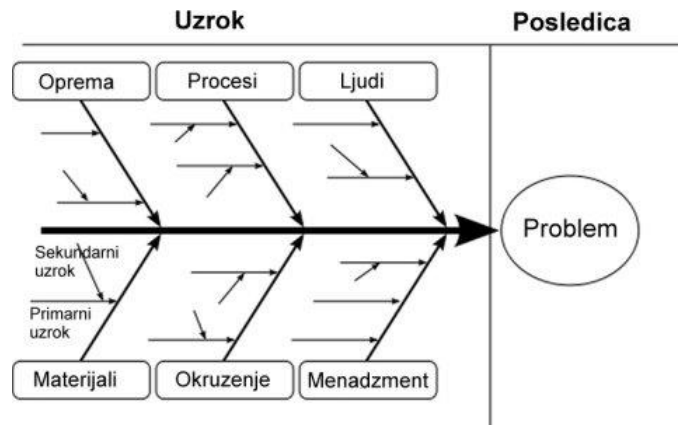 Uzrok
Posledica
Oprema
Procesi
Ljudi
Problem
Sekundarni
uzrok
Primarni
uzrok
Materijali
Okruzenje
Menadzment